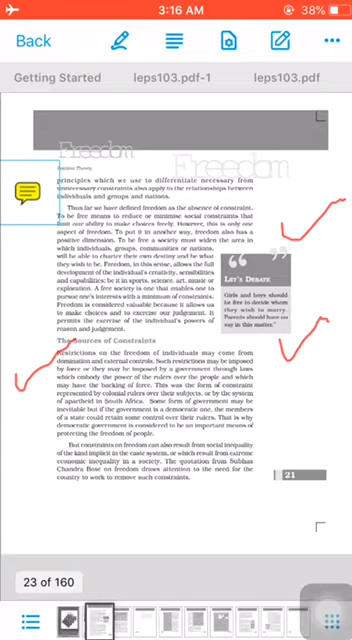 3:16 AM
38%
Back
Getting Started
leps103.pdf-1
leps103.pdf
Freedom
Freedom
Political Theory
principles which we use to differentiate necessary from
unnecessary constraints also apply to the relationships between
individuals and groups and nations.
Thus far we have defined freedom as the absence of constraint.
To be free means to reduce or minimise social constraints that
limit our ability to make choices freely. However, this is only one
aspect of freedom. To put it in another way, freedom also has a
positive dimension. To be free a society must widen the area in
which individuals, groups, communities or nations,
will be able to charter their own destiny and be what
they wish to be. Freedom, in this sense, allows the full
development of the individual's creativity, sensibilities
and capabilities: be it in sports, science, art, music or
exploration. A free society is one that enables one to
pursue one's interests with a minimum of constraints.
Freedom is considered valuable because it allows us
to make choices and to exercise our judgement. It
permits the exercise of the individual's powers of
reason and judgement.
LET'S DEBATE
Girls and boys should
be free to decide whom
they wish to marry.
Parents should have no
say in this matter."
The Sources of Constraints
Restrictions on the freedom of individuals may come from
domination and external controls. Such restrictions may be imposed
by force or they may be imposed by a government through laws
which embody the power of the rulers over the people and which
may have the backing of force. This was the form of constraint
represented by colonial rulers over their subjects, or by the system
of apartheid in South Africa. Some form of government may be
inevitable but if the government is a democratic one, the members
of a state could retain some control over their rulers. That is why
democratic government is considered to be an important means of
protecting the freedom of people.
But constraints on freedom can also result from social inequality
of the kind implicit in the caste system, or which result from extreme
economic inequality in a society. The quotation from Subhas
Chandra Bose on freedom draws attention to the need for the
country to work to remove such constraints.
21
23 of 160